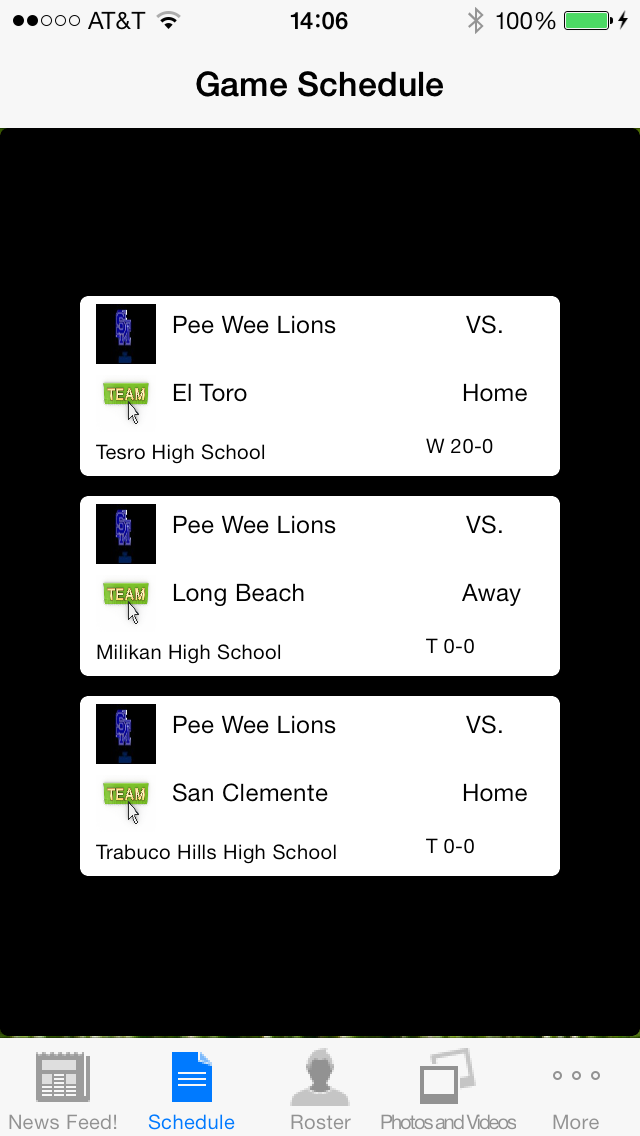 AT&T 14:06 100%
Game Schedule
Pee Wee Lions VS.
TEAM El Toro Home
Tesro High School W 20-0
Pee Wee Lions VS.
TEAM Long Beach Away
Milikan High School T 0-0
Pee Wee Lions VS.
TEAM San Clemente Home
Trabuco Hills High School T 0-0
News Feed! Schedule Roster Photos and Videos More